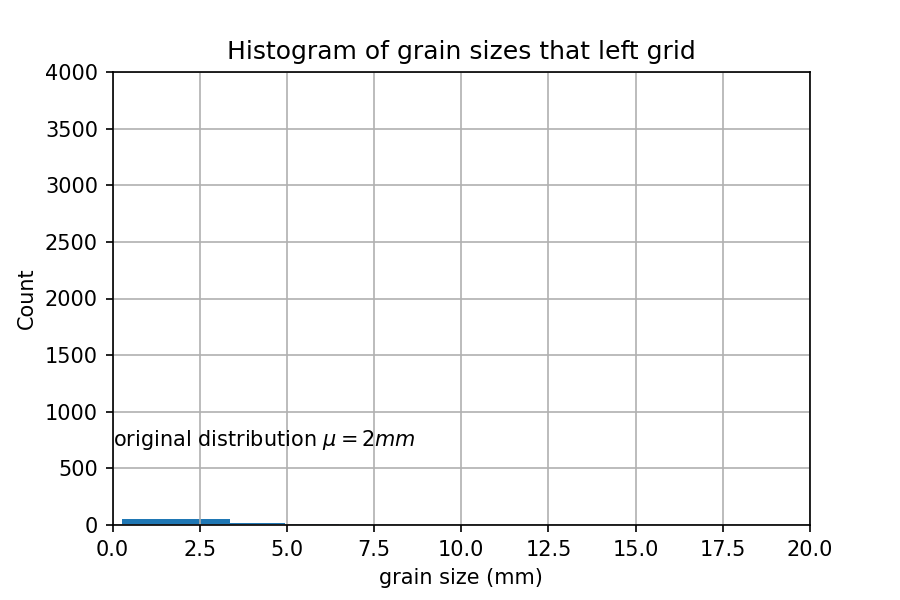 Histogram of grain sizes that left grid
4000
3500
3000
2500
2000
1500
1000
500
0
Count
original distribution μ = 2mm
0.0 2.5 5.0 7.5 10.0 12.5 15.0 17.5 20.0
grain size (mm)